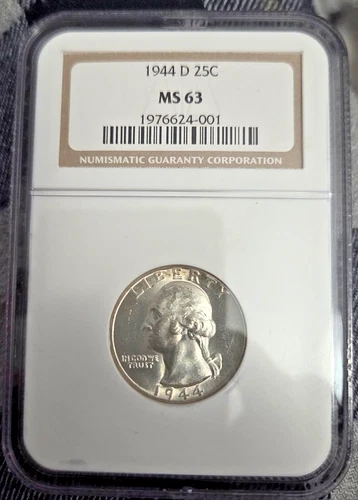 1944 D 25C
MS 63
1976624-001
NUMISMATIC GUARANTY CORPORATION
LIBERTY
IN GOD WE
TRUST
1944